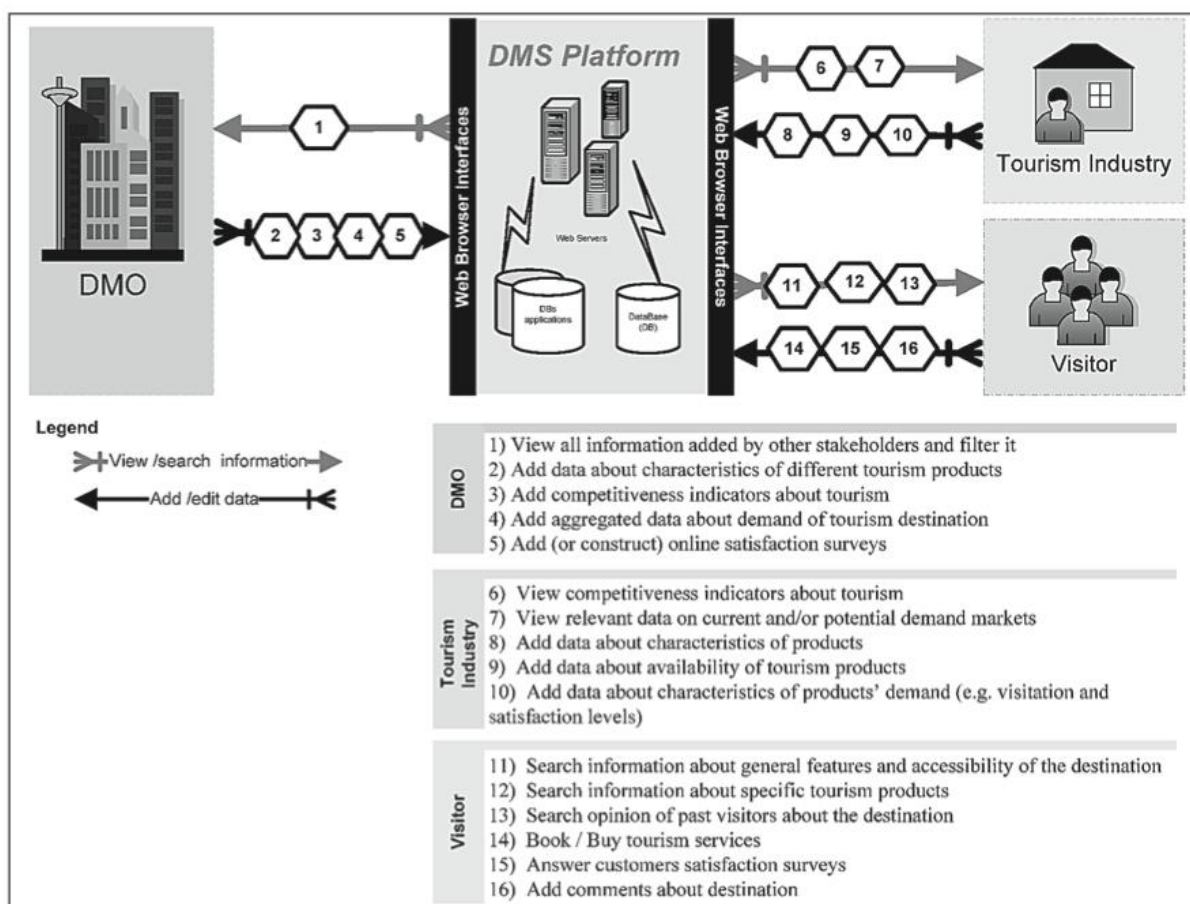 DMS Platform
1
6
7
8
9
10
Tourism Industry
2
3
4
5
DMO
Web Browser Interfaces
Web Servers
DBs
applications
DataBase
(DB)
Web Browser Interfaces
11
12
13
14
15
16
Visitor
Legend
View /search information
Add /edit data
DMO
1) View all information added by other stakeholders and filter it
2) Add data about characteristics of different tourism products
3) Add competitiveness indicators about tourism
4) Add aggregated data about demand of tourism destination
5) Add (or construct) online satisfaction surveys
Tourism
Industry
6) View competitiveness indicators about tourism
7) View relevant data on current and/or potential demand markets
8) Add data about characteristics of products
9) Add data about availability of tourism products
10) Add data about characteristics of products' demand (e.g. visitation and
satisfaction levels)
Visitor
11) Search information about general features and accessibility of the destination
12) Search information about specific tourism products
13) Search opinion of past visitors about the destination
14) Book / Buy tourism services
15) Answer customers satisfaction surveys
16) Add comments about destination